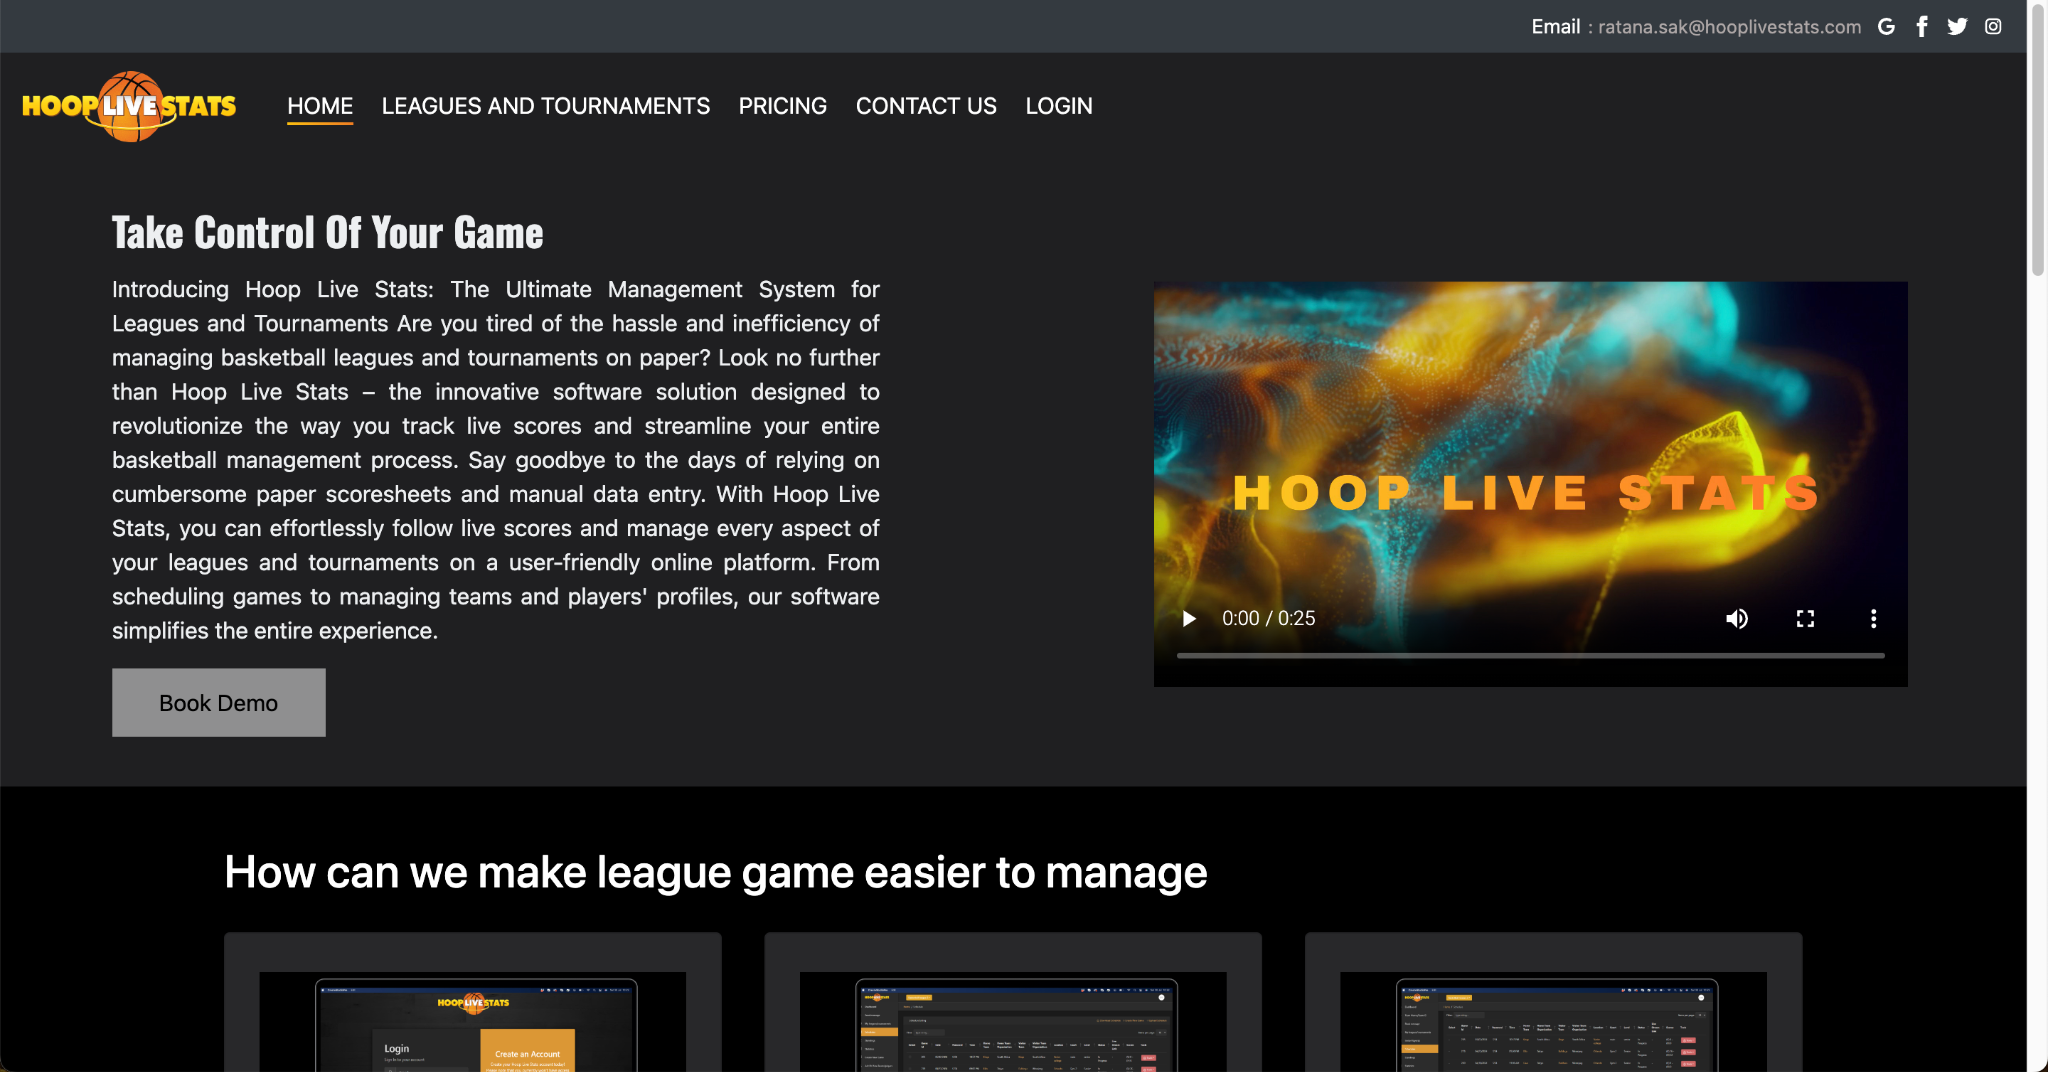 Email : ratana.sak@hooplivestats.com
HOOP LIVE STATS
HOME LEAGUES AND TOURNAMENTS PRICING CONTACT US LOGIN
Take Control Of Your Game
Introducing Hoop Live Stats: The Ultimate Management System for
Leagues and Tournaments Are you tired of the hassle and inefficiency of
managing basketball leagues and tournaments on paper? Look no further
than Hoop Live Stats – the innovative software solution designed to
revolutionize the way you track live scores and streamline your entire
basketball management process. Say goodbye to the days of relying on
cumbersome paper scoresheets and manual data entry. With Hoop Live
Stats, you can effortlessly follow live scores and manage every aspect of
your leagues and tournaments on a user-friendly online platform. From
scheduling games to managing teams and players' profiles, our software
simplifies the entire experience.
Book Demo
HOOP LIVE STATS
0:00 / 0:25
How can we make league game easier to manage
HOOP LIVE STATS
Login
Create an Account